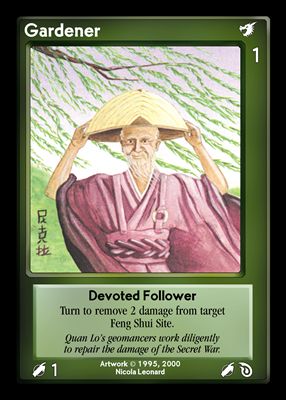 Gardener
1
Devoted Follower
Turn to remove 2 damage from target
Feng Shui Site.
Quan Lo's geomancers work diligently
to repair the damage of the Secret War.
Artwork © 1995, 2000
Nicola Leonard
1